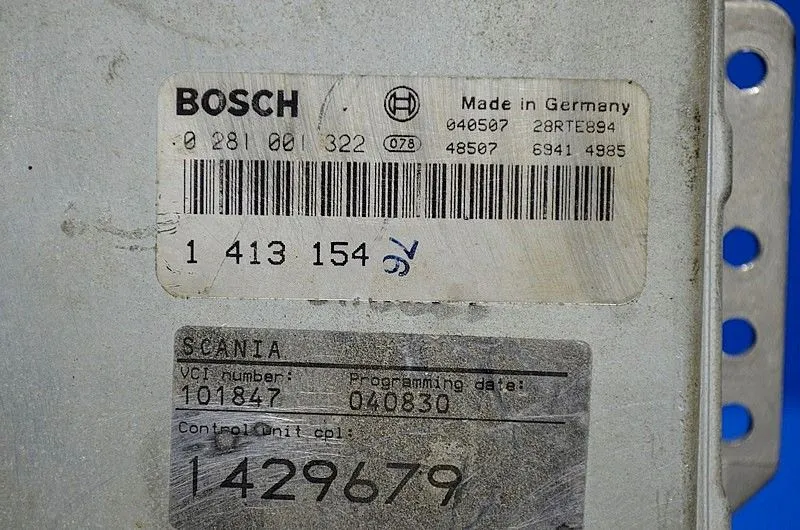 BOSCH Made in Germany
040507 28RTE894
0 281 001 322 078 48507 6941 4985
1 413 154 76
SCANIA
VCI number: Programming date:
101847 040830
Control unit cpl:
1429679